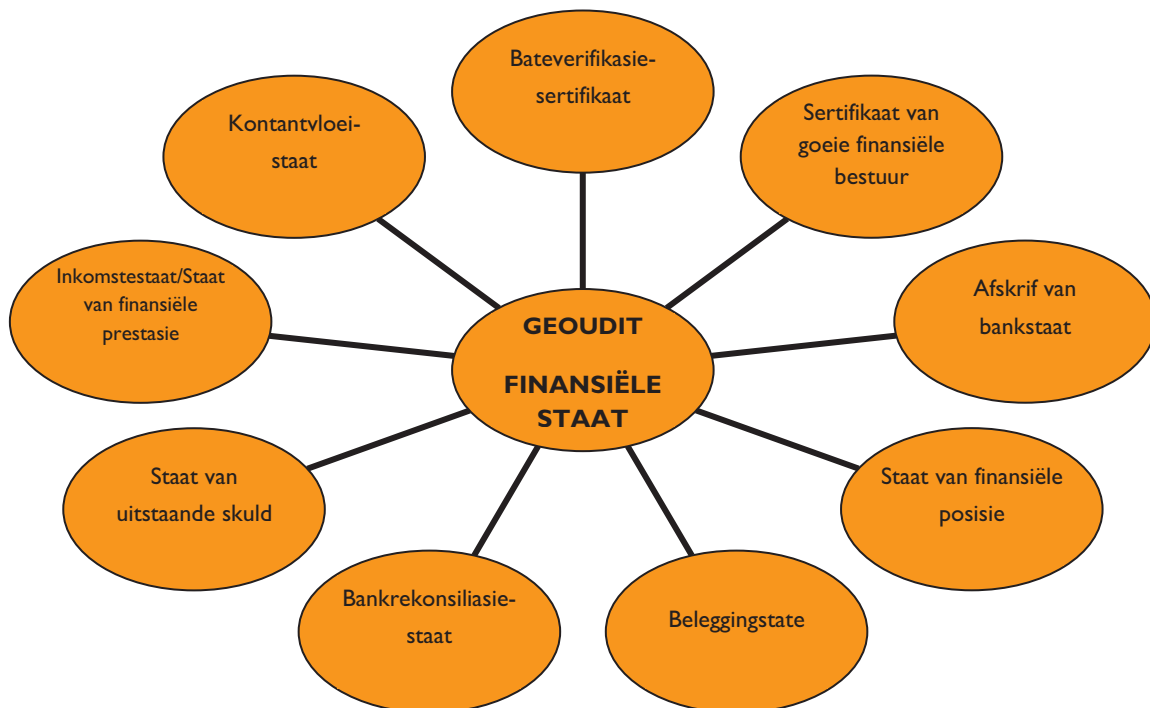 Bateverifikasie-
sertifikaat
Sertifikaat van
goeie finansiële
bestuur
Kontantvloei-
staat
Afskrif van
bankstaat
Inkomstestaat/Staat
van finansiële
prestasie
GEOUDIT
FINANSIËLE
STAAT
Staat van
uitstaande skuld
Staat van finansiële
posisie
Bankrekonsiliasie-
staat
Beleggingstate